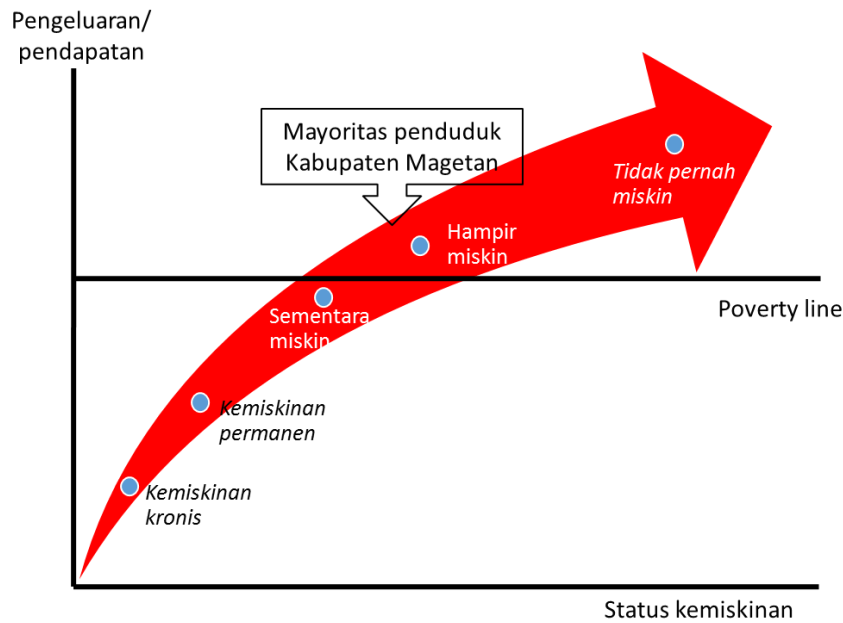 Pengeluaran/
pendapatan
Mayoritas penduduk
Kabupaten Magetan
Tidak pernah
miskin
Hampir
miskin
Poverty line
Sementara
miskin
Kemiskinan
permanen
Kemiskinan
kronis
Status kemiskinan